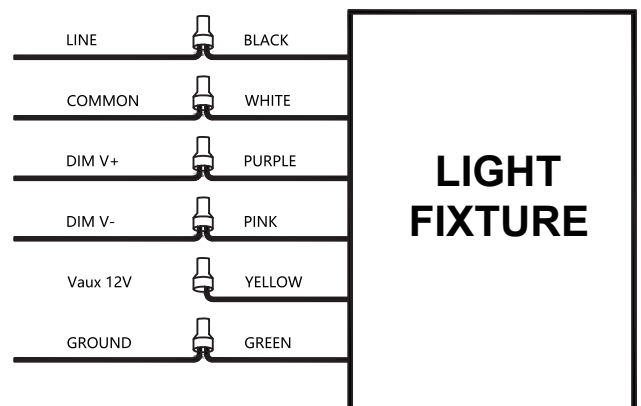 LINE BLACK
COMMON WHITE
DIM V+ PURPLE
DIM V- PINK
Vaux 12V YELLOW
GROUND GREEN
LIGHT
FIXTURE